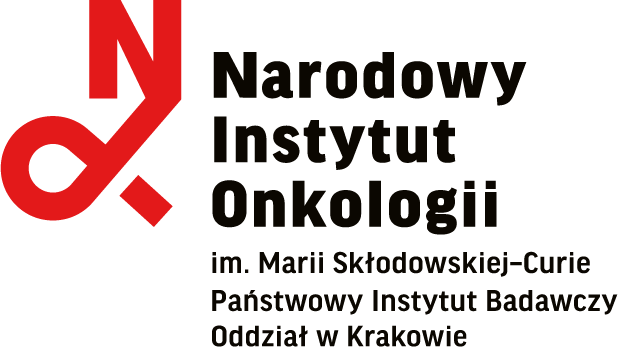 Narodowy
Instytut
Onkologii
im. Marii Skłodowskiej-Curie
Państwowy Instytut Badawczy
Oddział w Krakowie